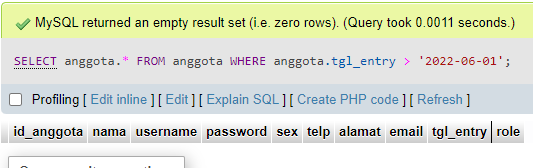 MySQL returned an empty result set (i.e. zero rows). (Query took 0.0011 seconds.)
SELECT anggota.* FROM anggota WHERE anggota.tgl_entry > '2022-06-01';
Profiling [ Edit inline ] [ Edit ] [ Explain SQL ] [ Create PHP code ] [ Refresh ]
id_anggota nama username password sex telp alamat email tgl_entry role